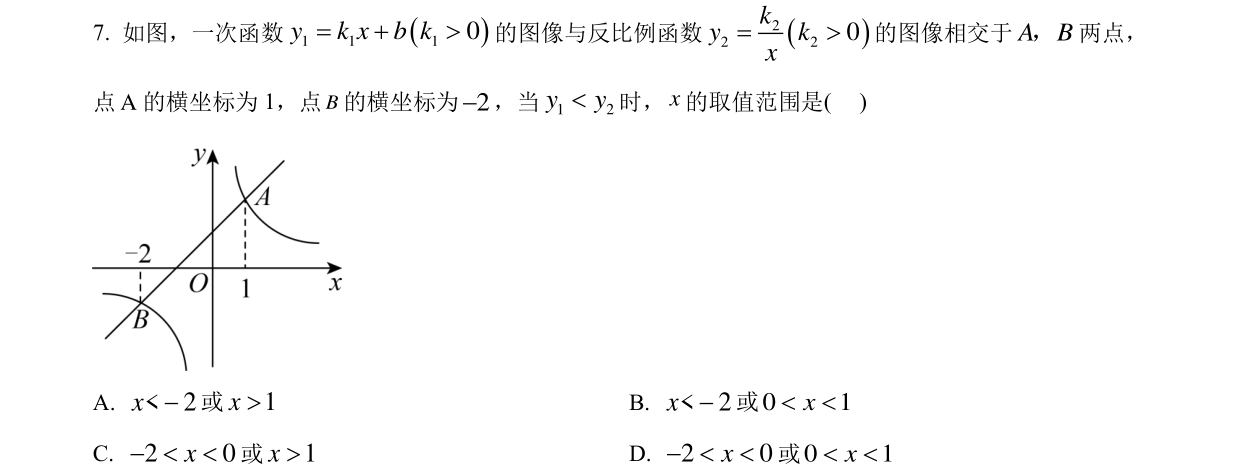 7. 如图，一次函数 y₁ = k₁x + b(k₁ > 0) 的图像与反比例函数 y₂ = k₂/x (k₂ > 0) 的图像相交于 A，B 两点，
点 A 的横坐标为 1，点 B 的横坐标为 −2，当 y₁ < y₂ 时，x 的取值范围是(    )
y
A
−2
O
1
x
B
A. x < −2 或 x > 1
B. x < −2 或 0 < x < 1
C. −2 < x < 0 或 x > 1
D. −2 < x < 0 或 0 < x < 1